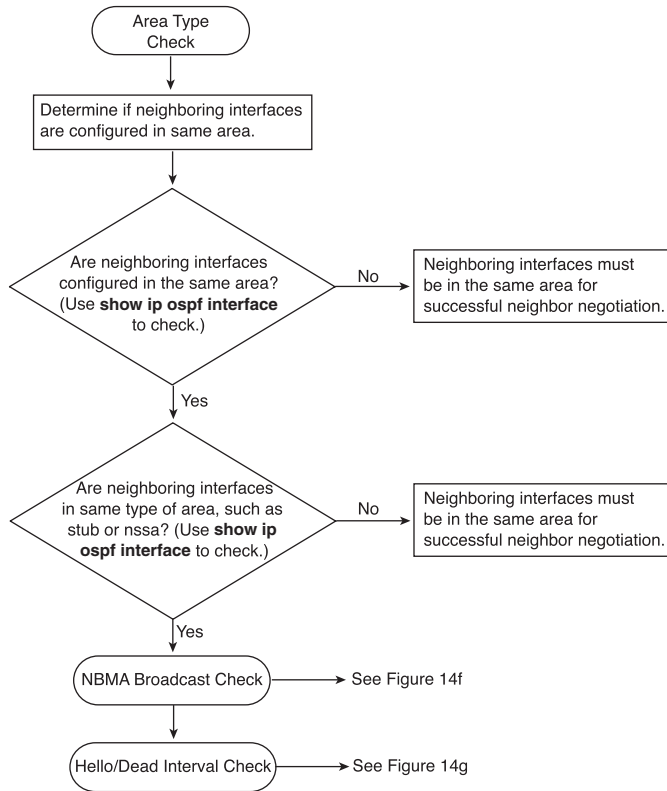 Area Type
Check
Determine if neighboring interfaces
are configured in same area.
Are neighboring interfaces
configured in the same area?
(Use show ip ospf interface
to check.)
No
Neighboring interfaces must
be in the same area for
successful neighbor negotiation.
Yes
Are neighboring interfaces
in same type of area, such as
stub or nssa? (Use show ip
ospf interface to check.)
No
Neighboring interfaces must
be in the same area for
successful neighbor negotiation.
Yes
NBMA Broadcast Check
See Figure 14f
Hello/Dead Interval Check
See Figure 14g